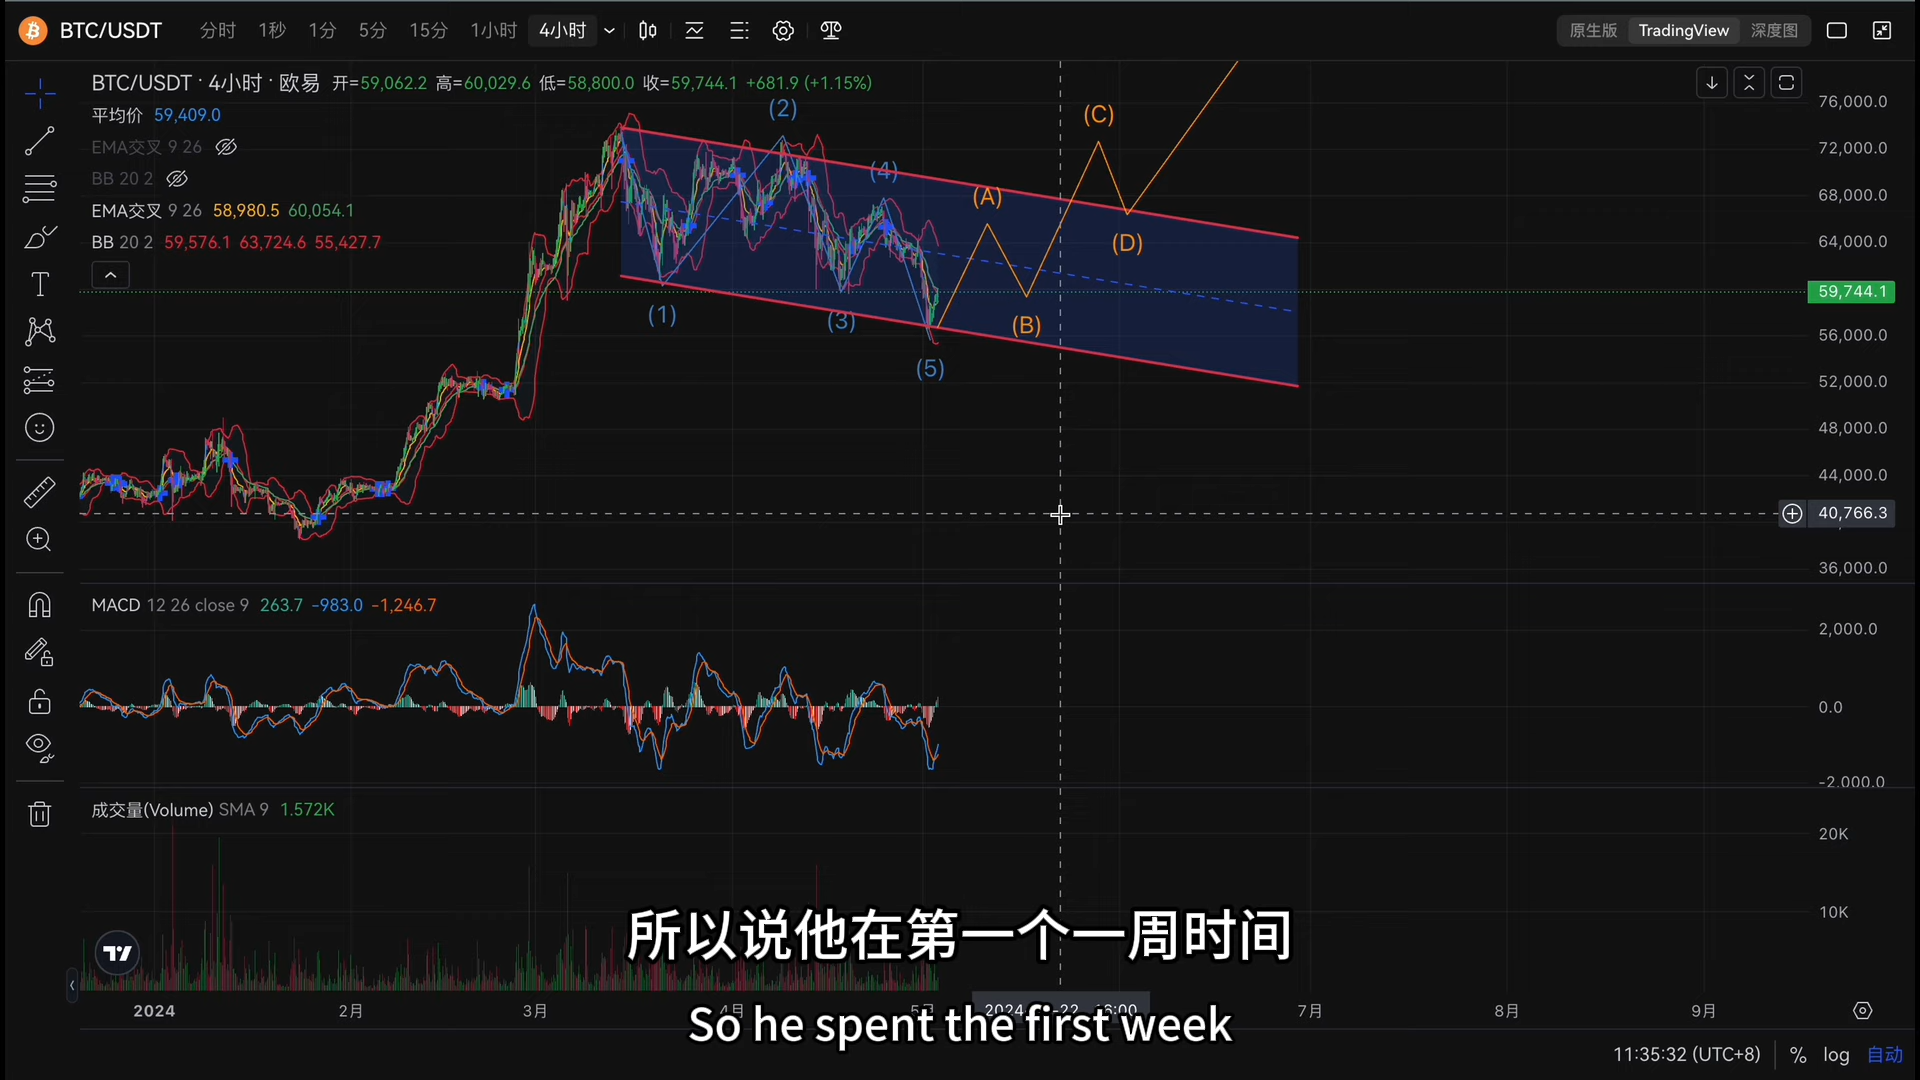 BTC/USDT 分时 1秒 1分 5分 15分 1小时 4小时 原生版 TradingView 深度图
BTC/USDT · 4小时 · 欧易 开=59,062.2 高=60,029.6 低=58,800.0 收=59,744.1 +681.9 (+1.15%)
平均价 59,409.0
EMA交叉 9 26
BB 20 2
EMA交叉 9 26 58,980.5 60,054.1
BB 20 2 59,576.1 63,724.6 55,427.7
(2)
(C)
(4)
(A)
(D)
(1)
(3)
(B)
(5)
76,000.0
72,000.0
68,000.0
64,000.0
59,744.1
56,000.0
52,000.0
48,000.0
44,000.0
40,766.3
36,000.0
MACD 12 26 close 9 263.7 −983.0 −1,246.7
2,000.0
0.0
-2,000.0
成交量(Volume) SMA 9 1.572K
20K
10K
所以说他在第一个一周时间
2024 2月 3月 4月 7月 8月 9月
So he spent the first week
11:35:32 (UTC+8) % log 自动